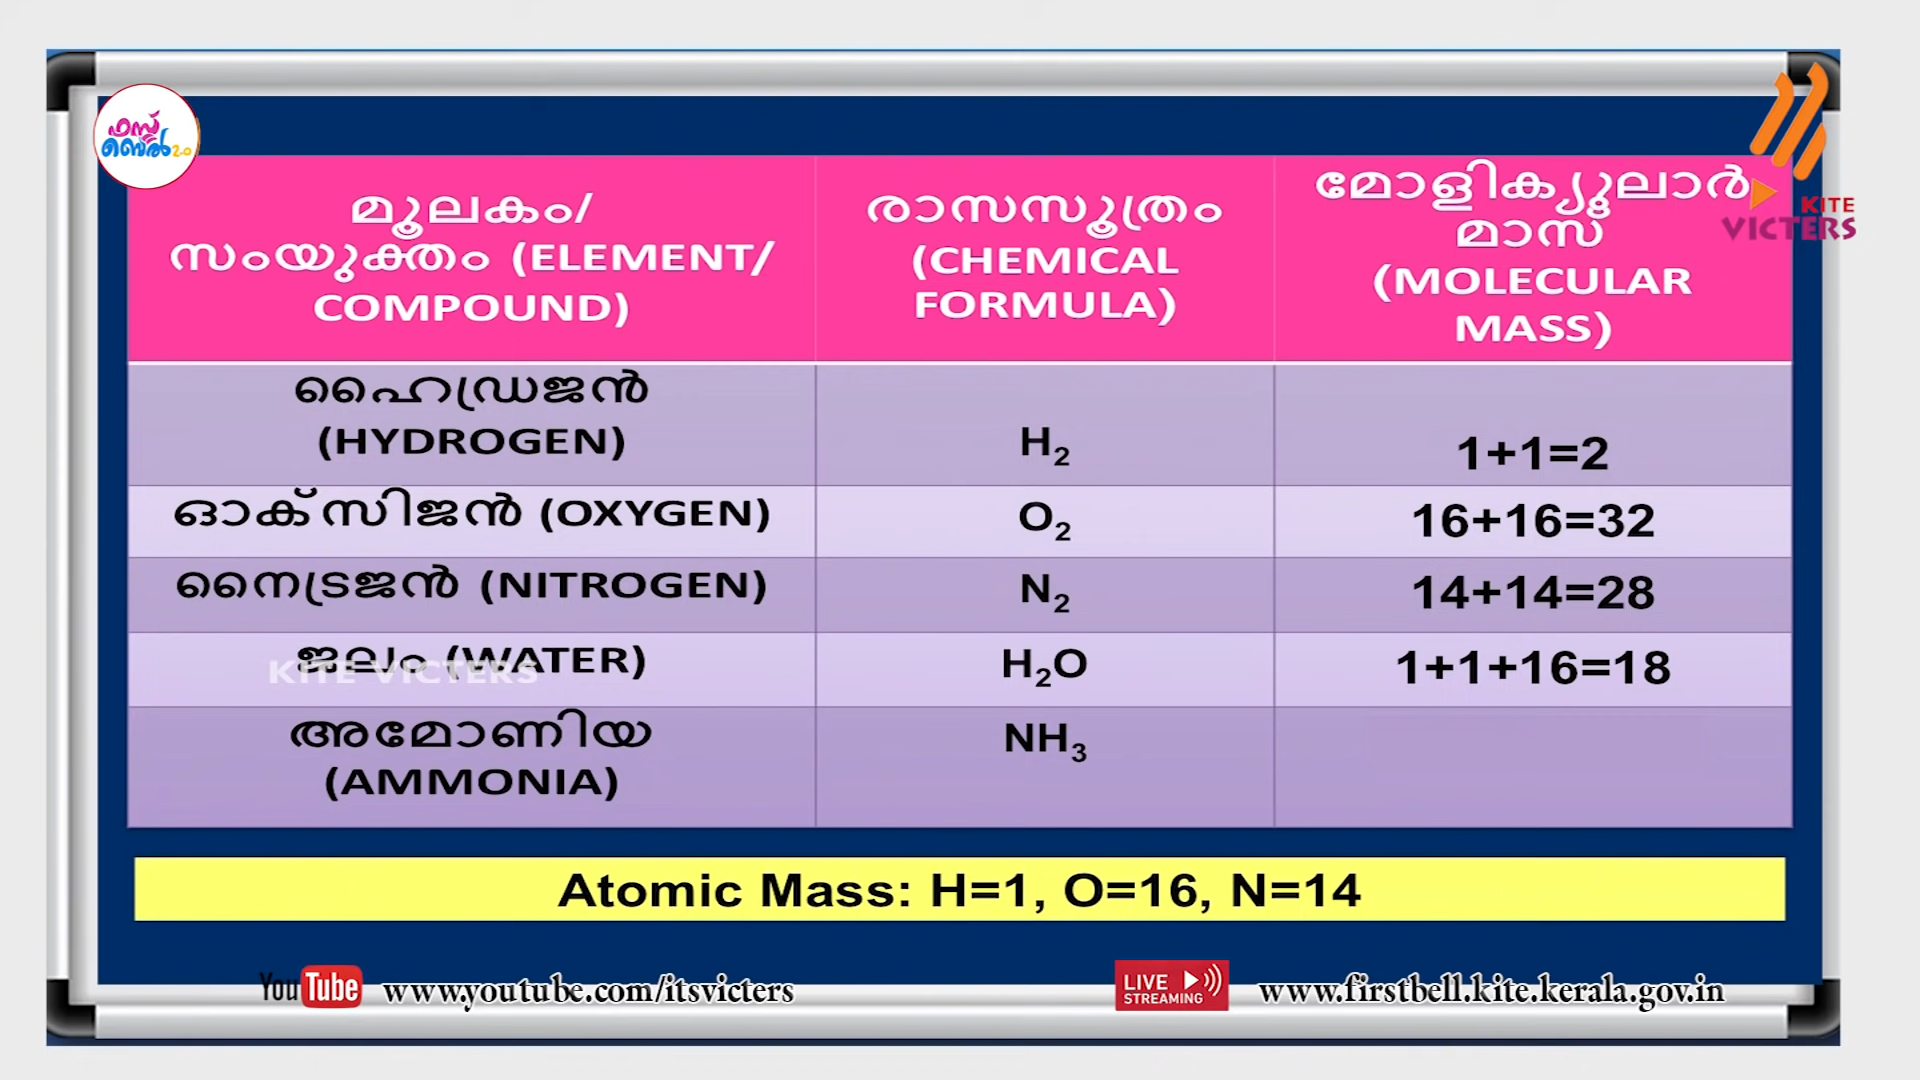 ഫസ്റ്റ്
ബെൽ 2.0
KITE
VICTERS
മൂലകം/
സംയുക്തം (ELEMENT/
COMPOUND)
രാസസൂത്രം
(CHEMICAL
FORMULA)
മോളിക്യുലാർ
മാസ്
(MOLECULAR
MASS)
ഹൈഡ്രജൻ
(HYDROGEN)
H₂
1+1=2
ഓക്സിജൻ (OXYGEN)
O₂
16+16=32
നൈട്രജൻ (NITROGEN)
N₂
14+14=28
ജലം (WATER)
KITE VICTERS
H₂O
1+1+16=18
അമോണിയ
(AMMONIA)
NH₃
Atomic Mass: H=1, O=16, N=14
YouTube www.youtube.com/itsvicters
LIVE
STREAMING
www.firstbell.kite.kerala.gov.in